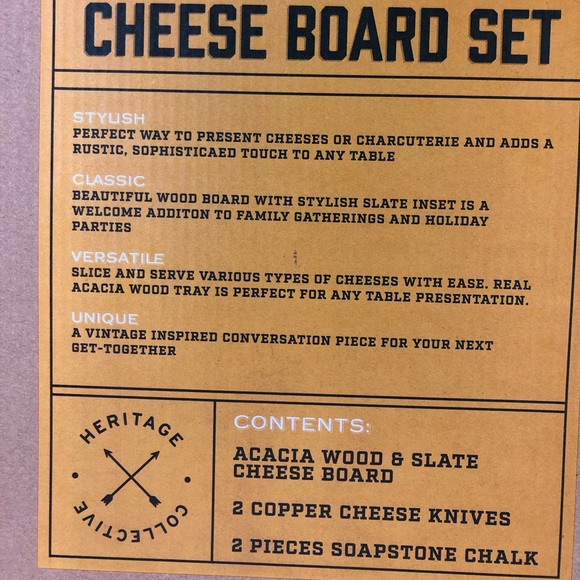 CHEESE BOARD SET
STYLISH
PERFECT WAY TO PRESENT CHEESES OR CHARCUTERIE AND ADDS A
RUSTIC, SOPHISTICAED TOUCH TO ANY TABLE
CLASSIC
BEAUTIFUL WOOD BOARD WITH STYLISH SLATE INSET IS A
WELCOME ADDITON TO FAMILY GATHERINGS AND HOLIDAY
PARTIES
VERSATILE
SLICE AND SERVE VARIOUS TYPES OF CHEESES WITH EASE. REAL
ACACIA WOOD TRAY IS PERFECT FOR ANY TABLE PRESENTATION.
UNIQUE
A VINTAGE INSPIRED CONVERSATION PIECE FOR YOUR NEXT
GET-TOGETHER
HERITAGE
COLLECTIVE
CONTENTS:
ACACIA WOOD & SLATE
CHEESE BOARD
2 COPPER CHEESE KNIVES
2 PIECES SOAPSTONE CHALK